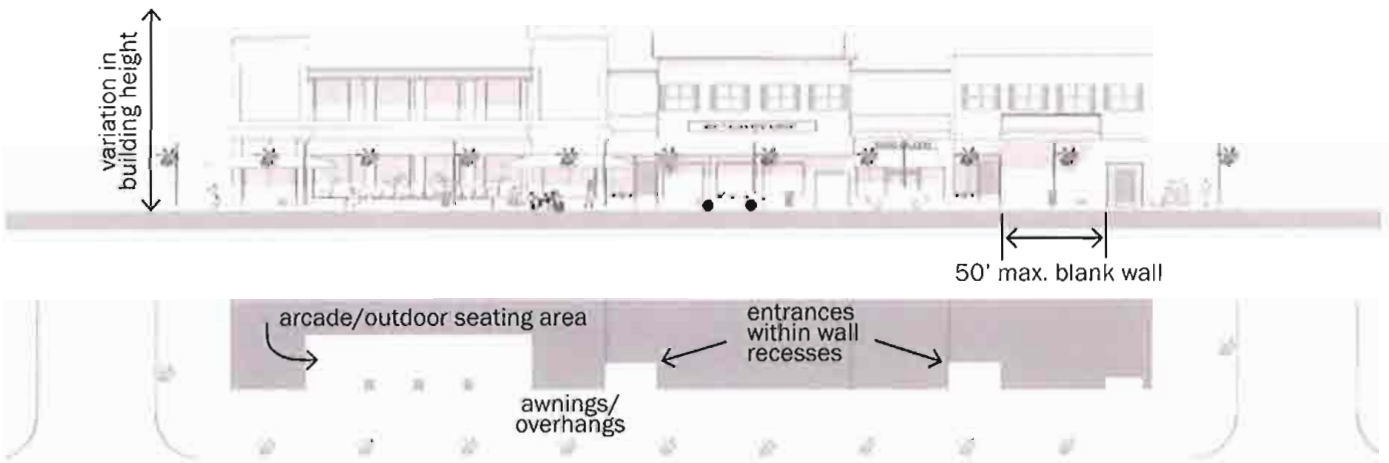 variation in
building height
50' max. blank wall
arcade/outdoor seating area
entrances
within wall
recesses
awnings/
overhangs